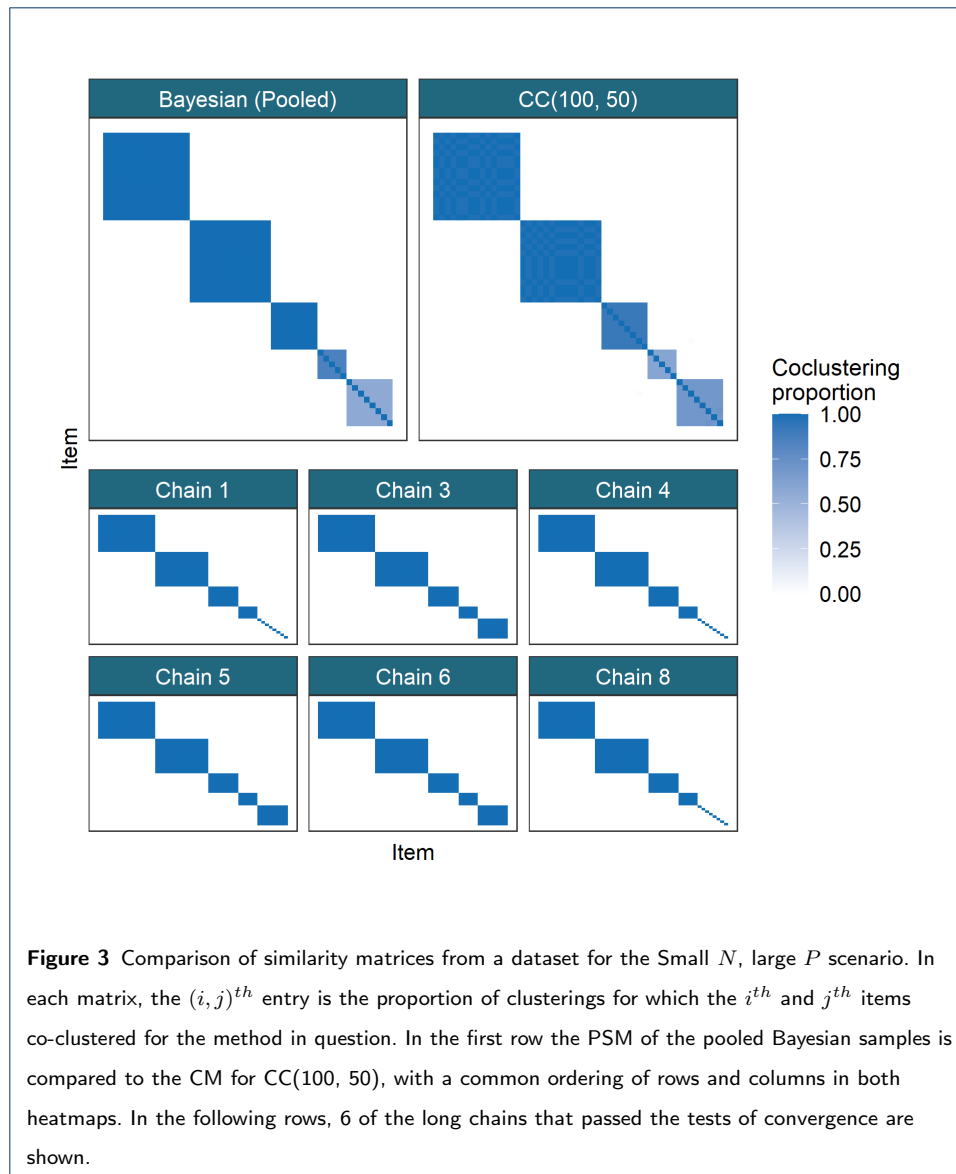 Bayesian (Pooled)
CC(100, 50)
Item
Coclustering
proportion
1.00
0.75
0.50
0.25
0.00
Chain 1
Chain 3
Chain 4
Chain 5
Chain 6
Chain 8
Item
Figure 3 Comparison of similarity matrices from a dataset for the Small N, large P scenario. In
each matrix, the (i, j)^{th} entry is the proportion of clusterings for which the i^{th} and j^{th} items
co-clustered for the method in question. In the first row the PSM of the pooled Bayesian samples is
compared to the CM for CC(100, 50), with a common ordering of rows and columns in both
heatmaps. In the following rows, 6 of the long chains that passed the tests of convergence are
shown.